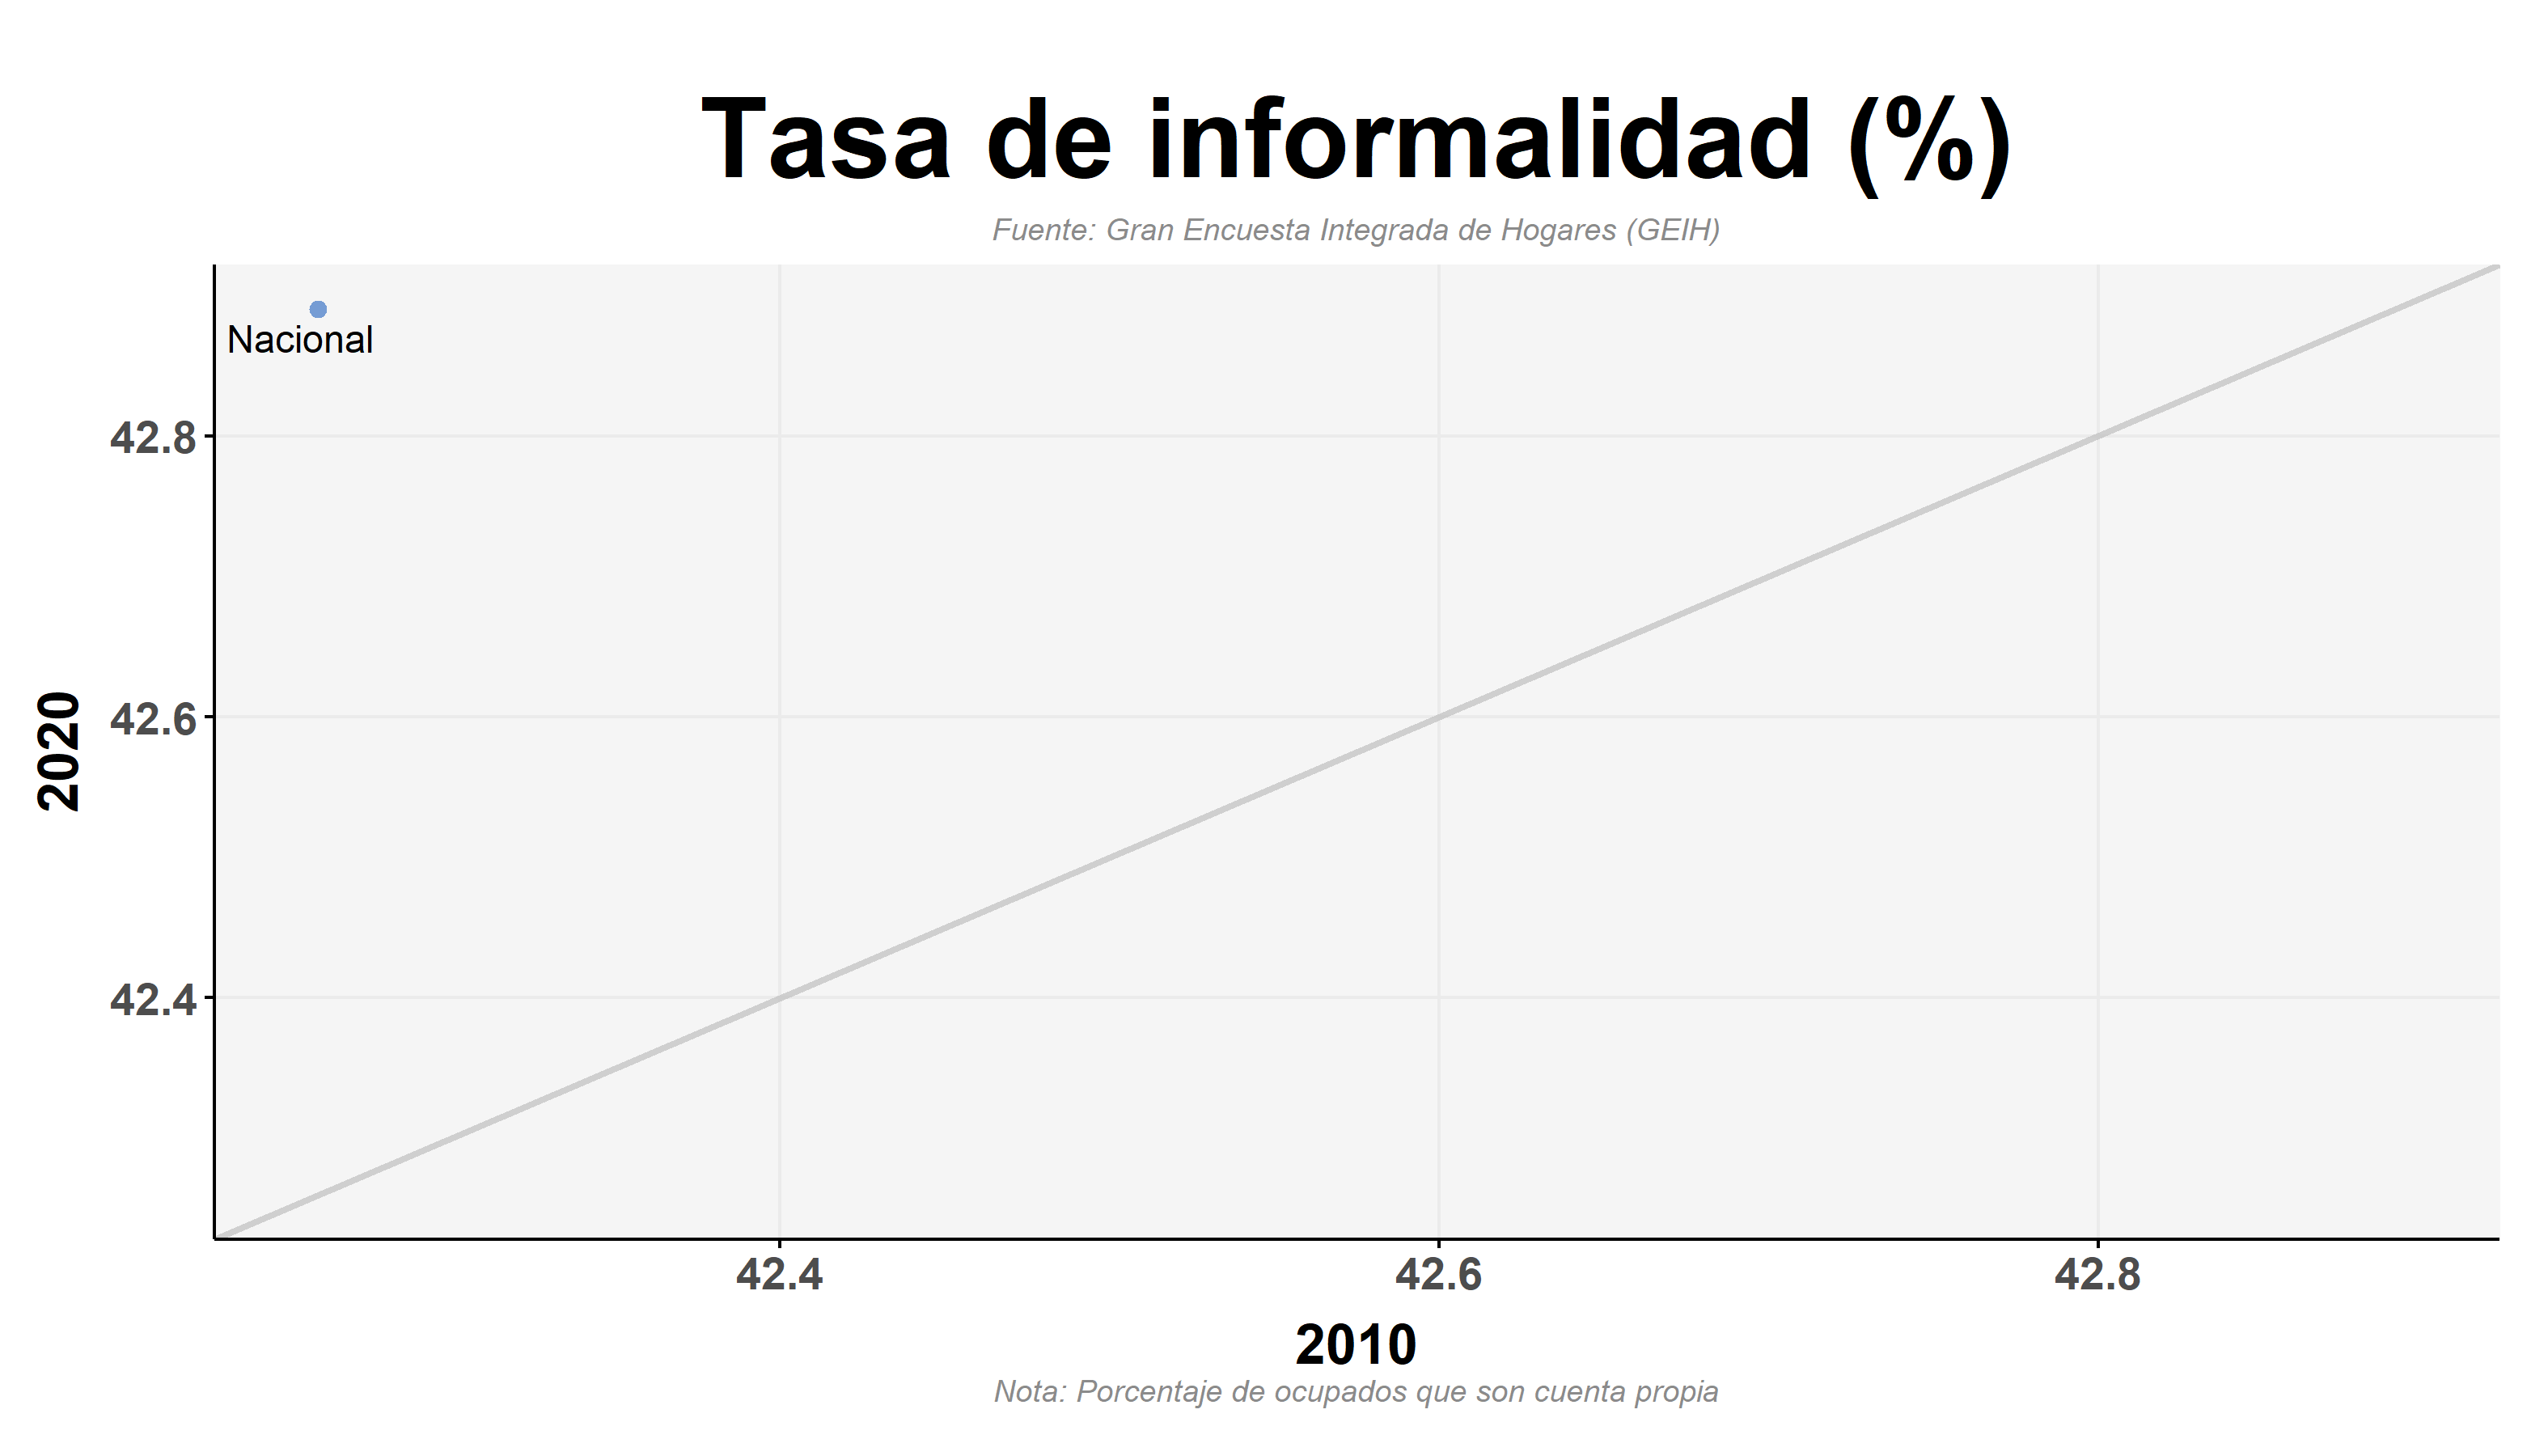 Tasa de informalidad (%)
Fuente: Gran Encuesta Integrada de Hogares (GEIH)
Nacional
42.8
42.6
42.4
2020
42.4
42.6
42.8
2010
Nota: Porcentaje de ocupados que son cuenta propia